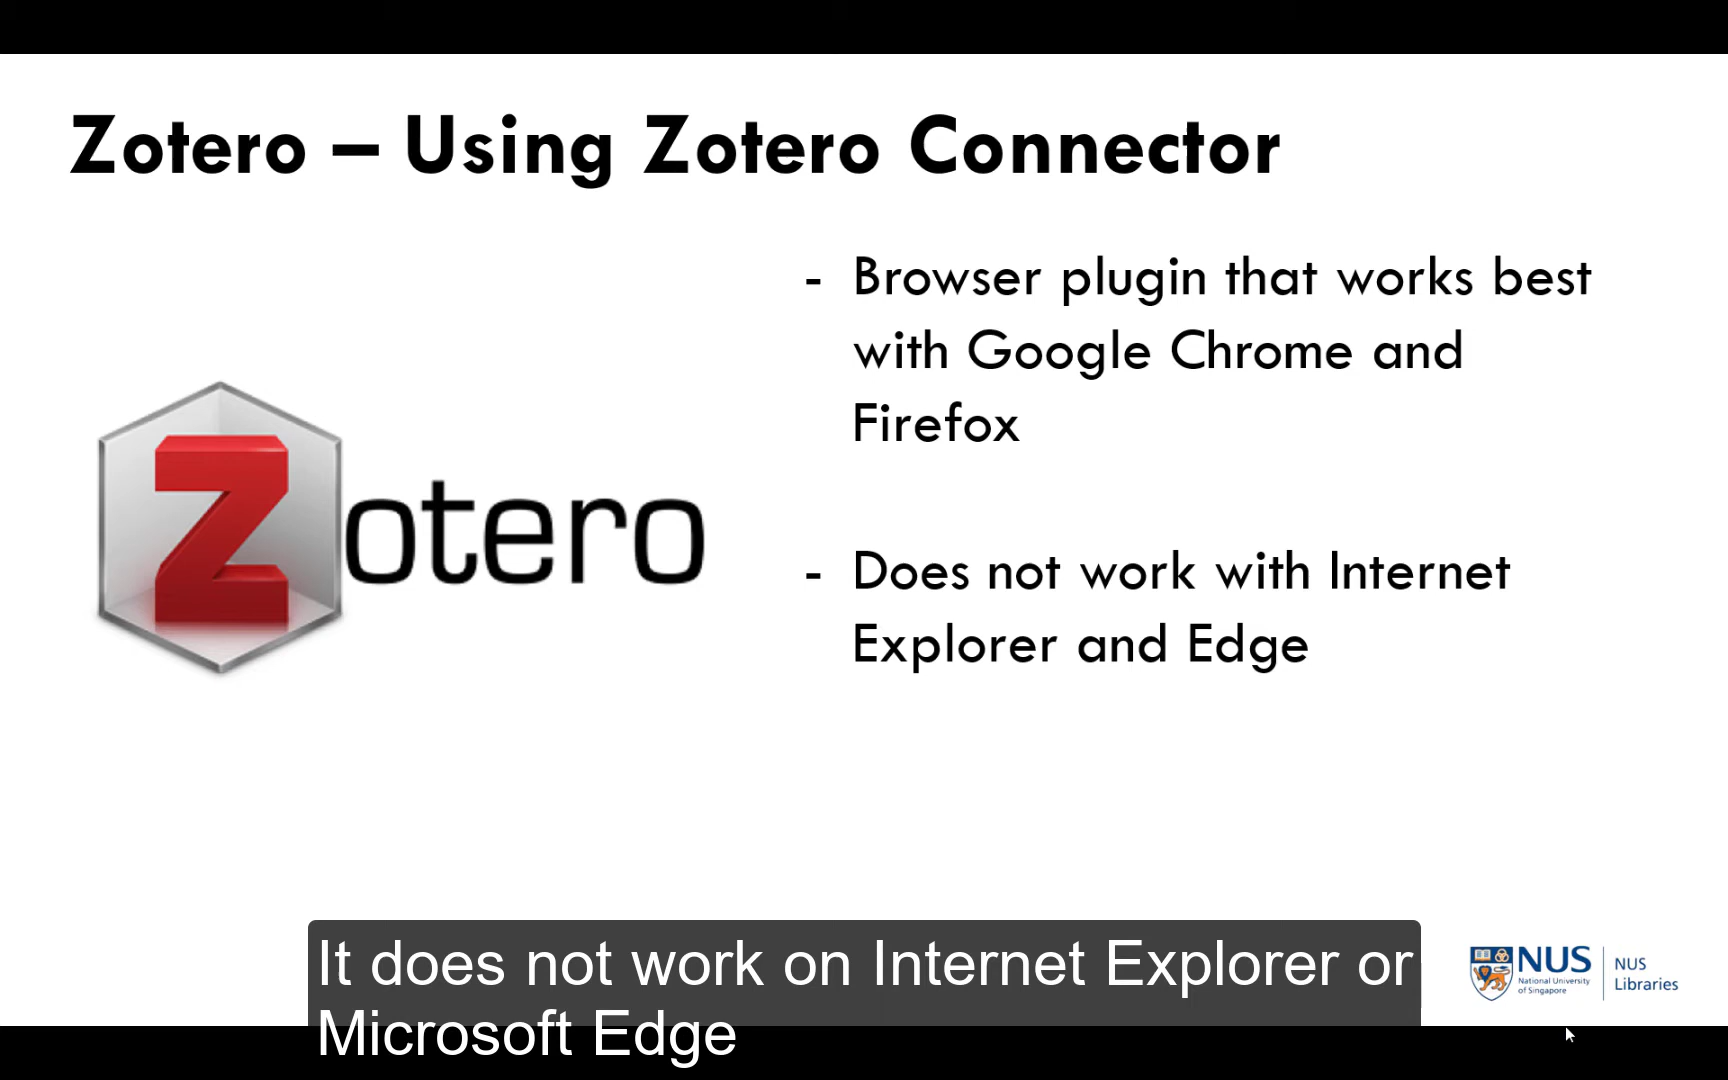 Zotero – Using Zotero Connector
Zotero
- Browser plugin that works best
with Google Chrome and
Firefox
- Does not work with Internet
Explorer and Edge
It does not work on Internet Explorer or
Microsoft Edge
NUS
National University
of Singapore
NUS
Libraries